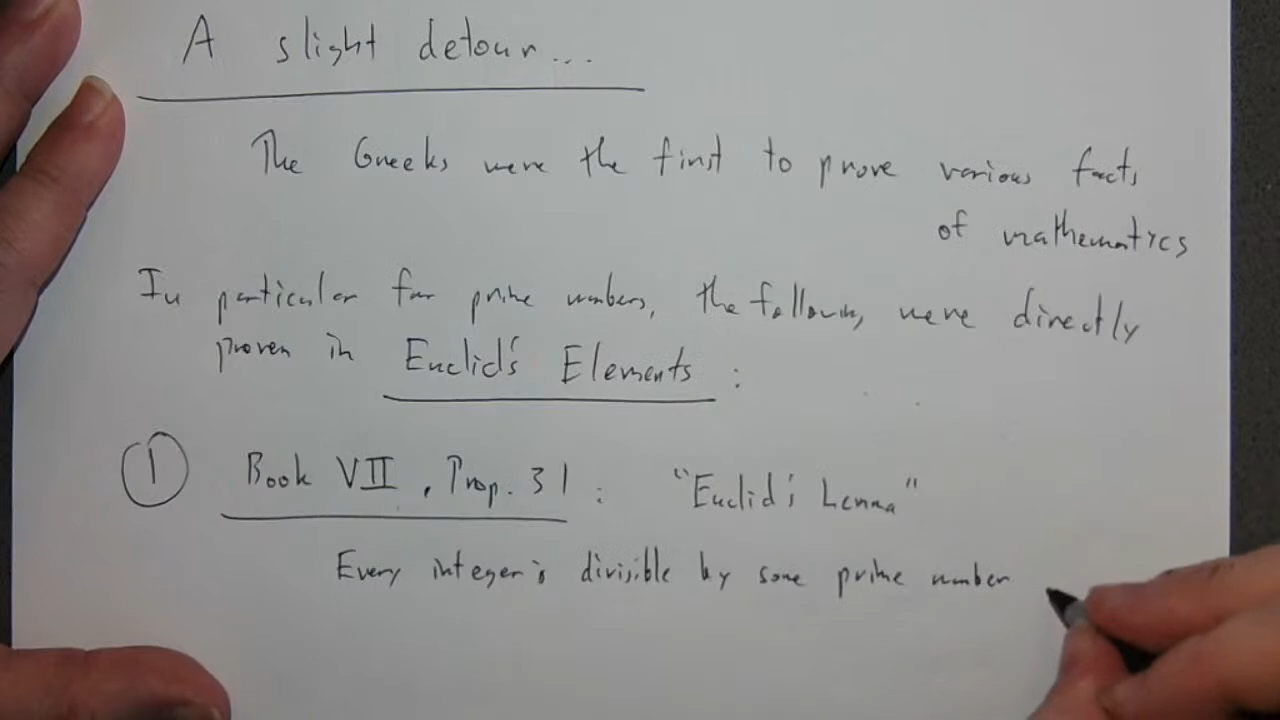 A slight detour...
The Greeks were the first to prove various facts
of mathematics
In particular for prime numbers, the following were directly
proven in Euclid's Elements :
① Book VII, Prop. 31 : "Euclid's Lemma"
Every integer is divisible by some prime number